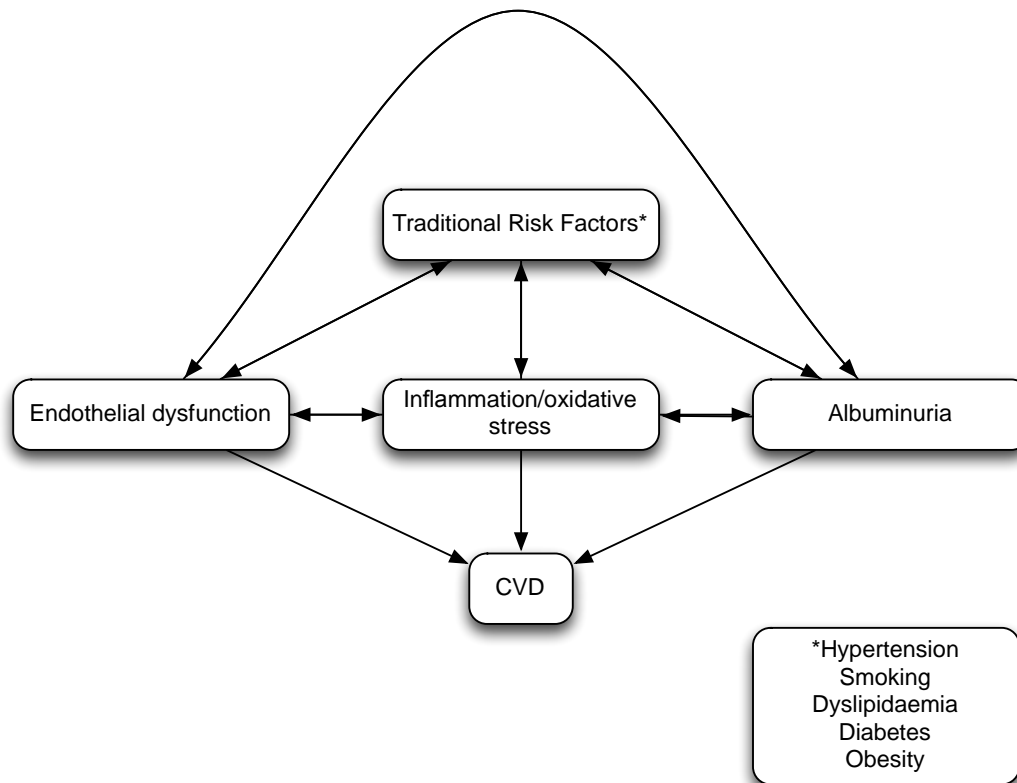 Traditional Risk Factors*
Endothelial dysfunction
Inflammation/oxidative
stress
Albuminuria
CVD
*Hypertension
Smoking
Dyslipidaemia
Diabetes
Obesity